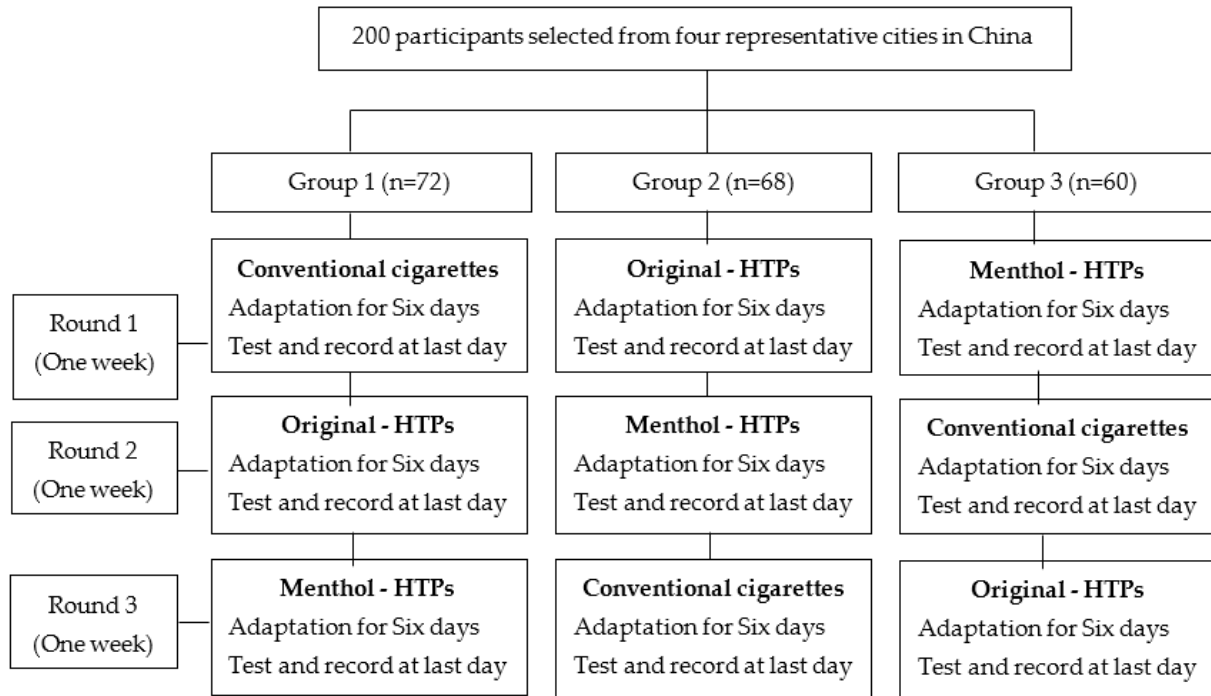 200 participants selected from four representative cities in China
Group 1 (n=72)
Group 2 (n=68)
Group 3 (n=60)
Round 1
(One week)
Conventional cigarettes
Adaptation for Six days
Test and record at last day
Original - HTPs
Adaptation for Six days
Test and record at last day
Menthol - HTPs
Adaptation for Six days
Test and record at last day
Round 2
(One week)
Original - HTPs
Adaptation for Six days
Test and record at last day
Menthol - HTPs
Adaptation for Six days
Test and record at last day
Conventional cigarettes
Adaptation for Six days
Test and record at last day
Round 3
(One week)
Menthol - HTPs
Adaptation for Six days
Test and record at last day
Conventional cigarettes
Adaptation for Six days
Test and record at last day
Original - HTPs
Adaptation for Six days
Test and record at last day